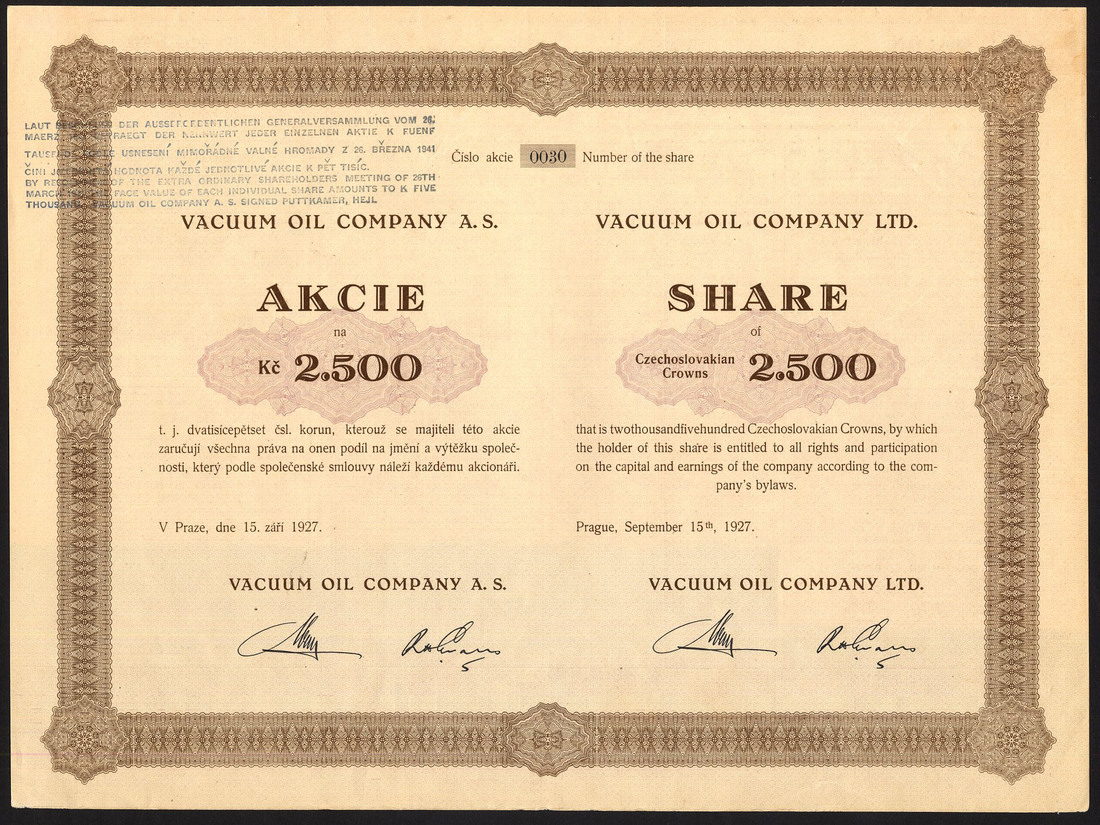 LAUT DER AUSSERORDENTLICHEN GENERALVERSAMMLUNG VOM 26.
MAERZ DER NENNWERT JEDER EINZELNEN AKTIE K FUENF
USNESENÍ MIMOŘÁDNÉ VALNÉ HROMADY Z 26. BŘEZNA 1941
ČINÍ HODNOTA KAŽDÉ JEDNOTLIVÉ AKCIE K PĚT TISÍC.
BY OF THE EXTRA ORDINARY SHAREHOLDERS MEETING OF 26TH
FACE VALUE OF EACH INDIVIDUAL SHARE AMOUNTS TO K FIVE
VACUUM OIL COMPANY A. S. SIGNED PUTTKAMER, HEJL
Číslo akcie 0030 Number of the share
VACUUM OIL COMPANY A. S.
AKCIE
na
Kč 2.500
t. j. dvatisícepětset čsl. korun, kterouž se majiteli této akcie
zaručují všechna práva na onen podíl na jmění a výtěžku společ-
nosti, který podle společenské smlouvy náleží každému akcionáři.
V Praze, dne 15. září 1927.
VACUUM OIL COMPANY A. S.
VACUUM OIL COMPANY LTD.
SHARE
of
Czechoslovakian
Crowns 2.500
that is twothousandfivehundred Czechoslovakian Crowns, by which
the holder of this share is entitled to all rights and participation
on the capital and earnings of the company according to the com-
pany's bylaws.
Prague, September 15th, 1927.
VACUUM OIL COMPANY LTD.